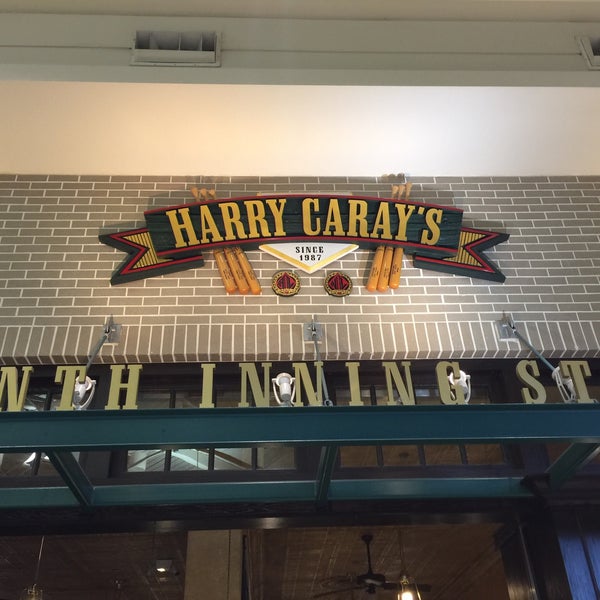 HARRY CARAY'S
SINCE
1987
NTH INNING ST